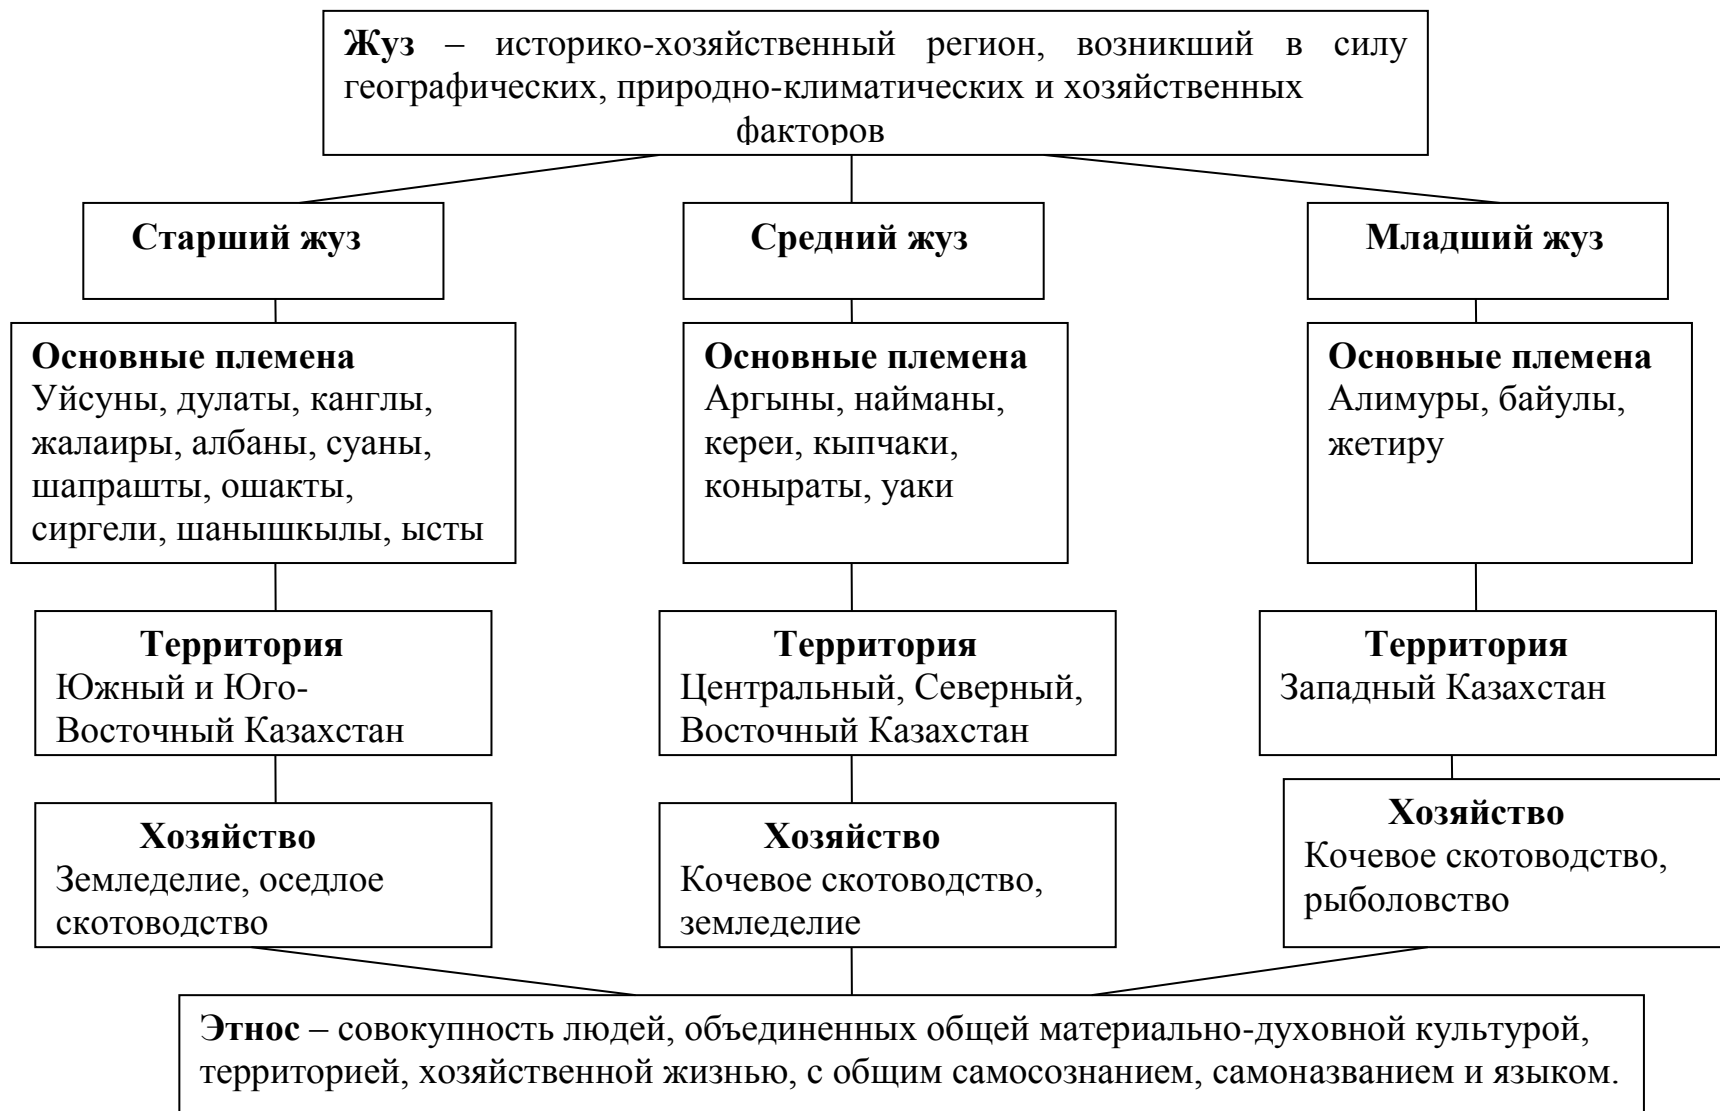 Жуз – историко-хозяйственный регион, возникший в силу
географических, природно-климатических и хозяйственных
факторов
Старший жуз
Средний жуз
Младший жуз
Основные племена
Уйсуны, дулаты, канглы,
жалаиры, албаны, суаны,
шапрашты, ошакты,
сиргели, шанышкылы, ысты
Основные племена
Аргыны, найманы,
кереи, кыпчаки,
коныраты, уаки
Основные племена
Алимуры, байулы,
жетиру
Территория
Южный и Юго-
Восточный Казахстан
Территория
Центральный, Северный,
Восточный Казахстан
Территория
Западный Казахстан
Хозяйство
Земледелие, оседлое
скотоводство
Хозяйство
Кочевое скотоводство,
земледелие
Хозяйство
Кочевое скотоводство,
рыболовство
Этнос – совокупность людей, объединенных общей материально-духовной культурой,
территорией, хозяйственной жизнью, с общим самосознанием, самоназванием и языком.